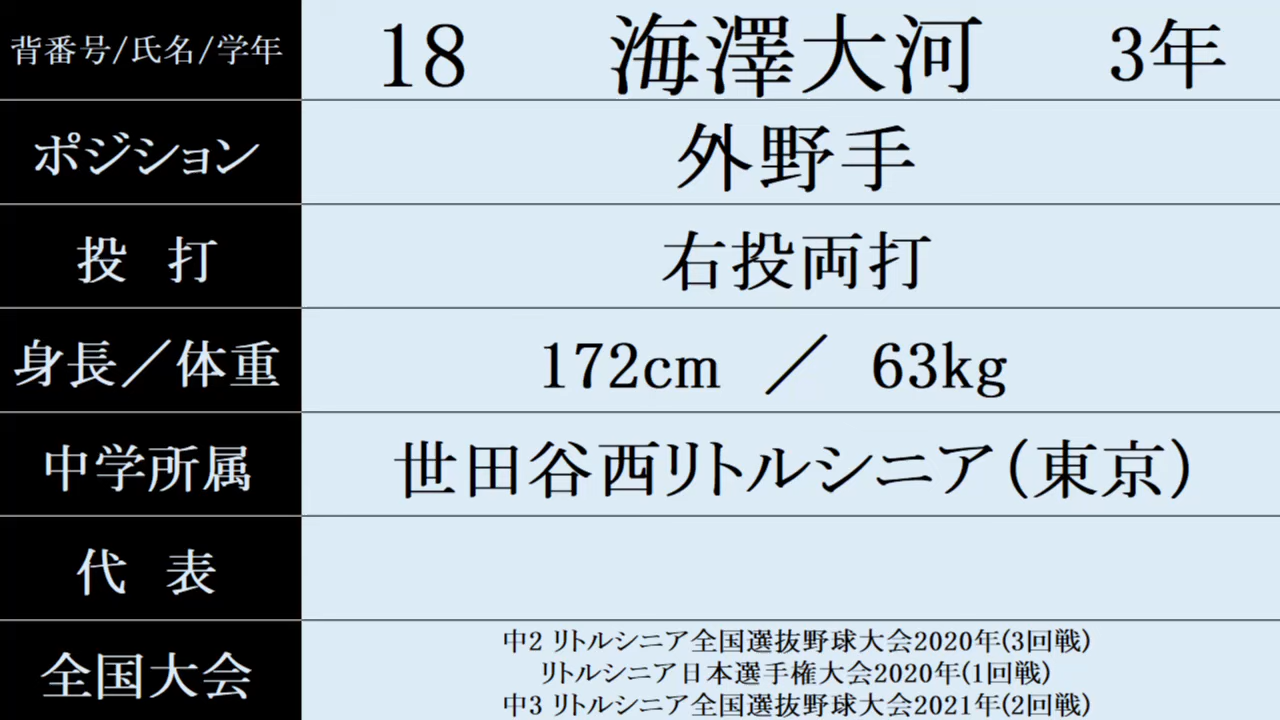 背番号/氏名/学年 18 海澤大河 3年
ポジション 外野手
投 打 右投両打
身長／体重 172cm ／ 63kg
中学所属 世田谷西リトルシニア(東京)
代 表
全国大会
中2 リトルシニア全国選抜野球大会2020年(3回戦)
リトルシニア日本選手権大会2020年(1回戦)
中3 リトルシニア全国選抜野球大会2021年(2回戦)